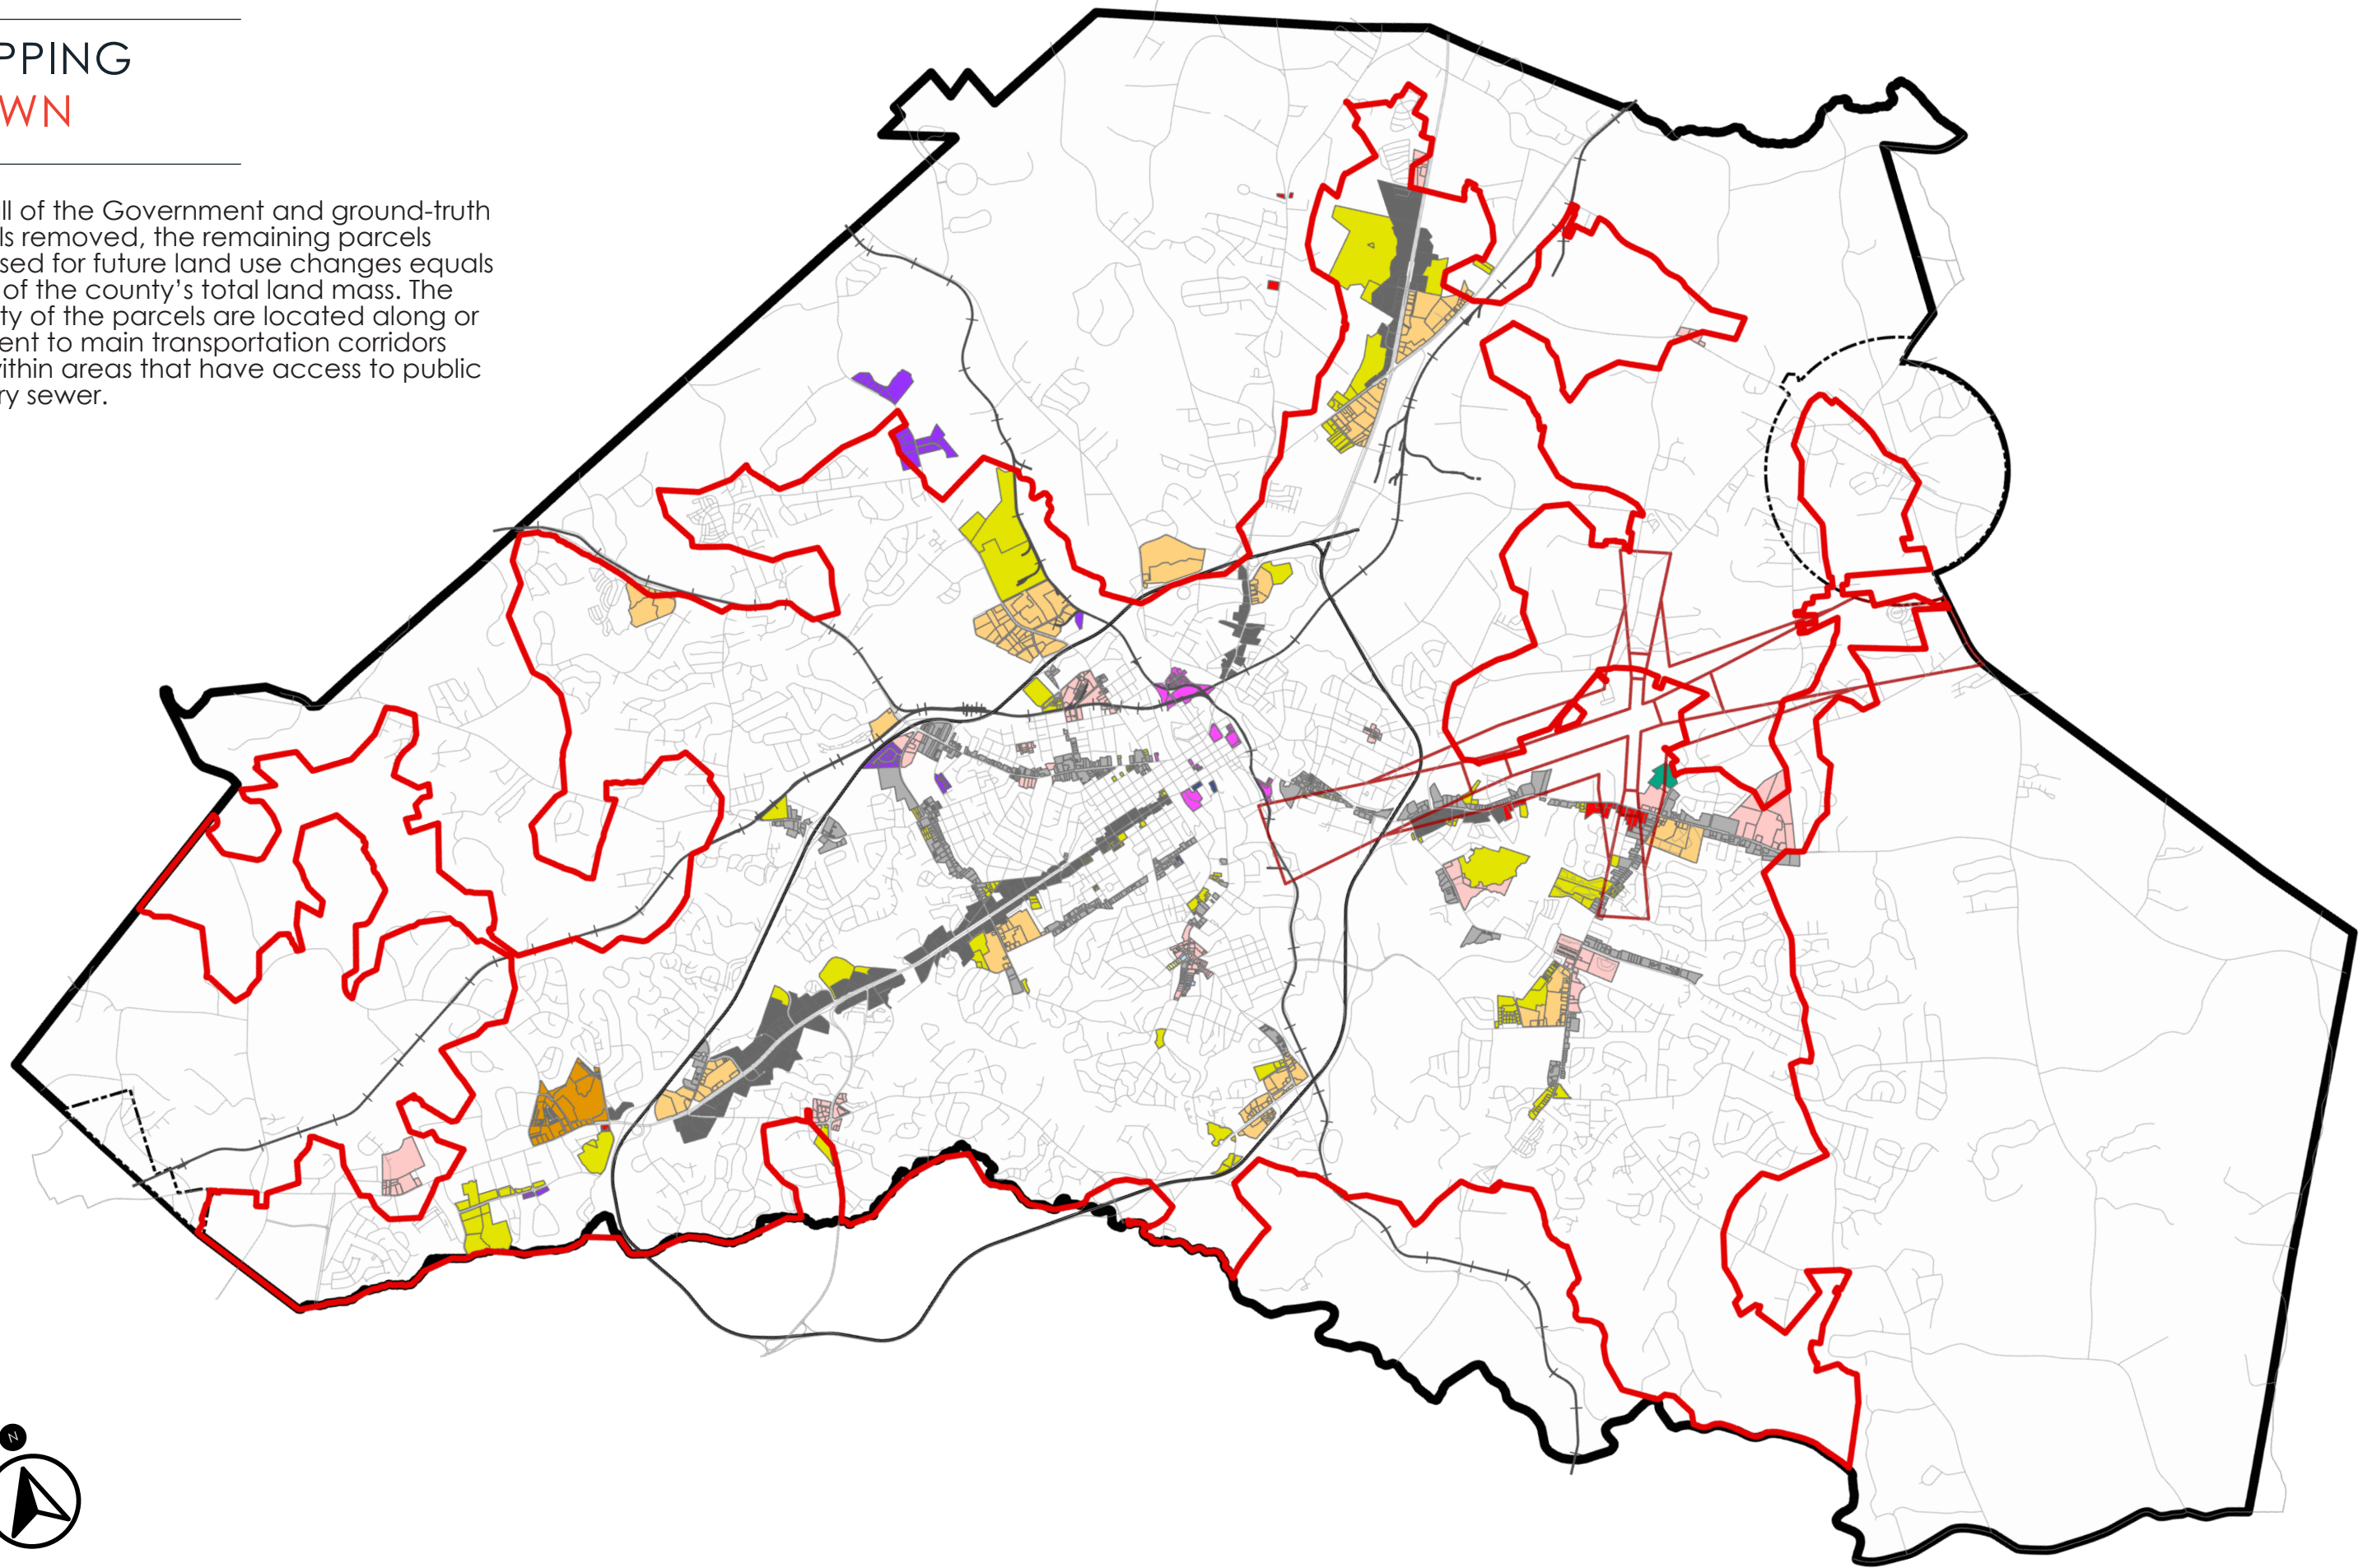 PPING
WN
ll of the Government and ground-truth
ls removed, the remaining parcels
sed for future land use changes equals
of the county's total land mass. The
ty of the parcels are located along or
ent to main transportation corridors
vithin areas that have access to public
ry sewer.
N